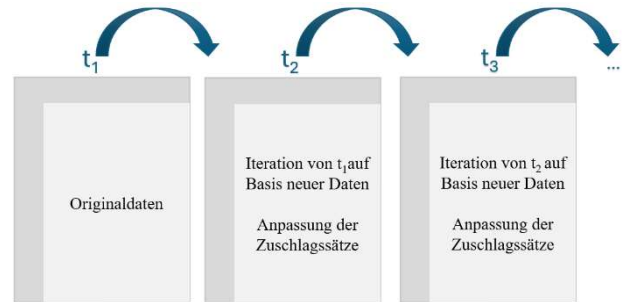 t₁
t₂
t₃
...
Originaldaten
Iteration von t₁ auf
Basis neuer Daten
Anpassung der
Zuschlagssätze
Iteration von t₂ auf
Basis neuer Daten
Anpassung der
Zuschlagssätze